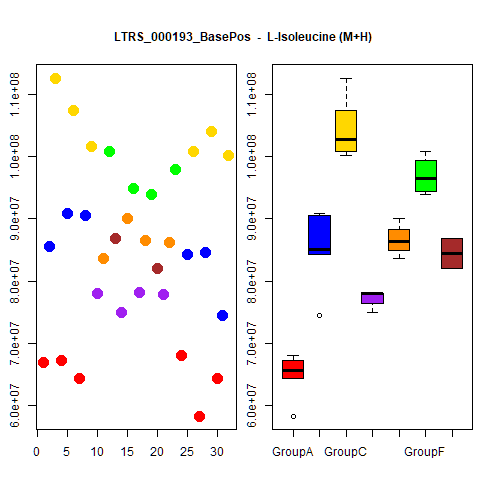 LTRS_000193_BasePos - L-Isoleucine (M+H)
1.1e+08
1.0e+08
9.0e+07
8.0e+07
7.0e+07
6.0e+07
0 5 10 15 20 25 30
1.1e+08
1.0e+08
9.0e+07
8.0e+07
7.0e+07
6.0e+07
GroupA GroupC GroupF